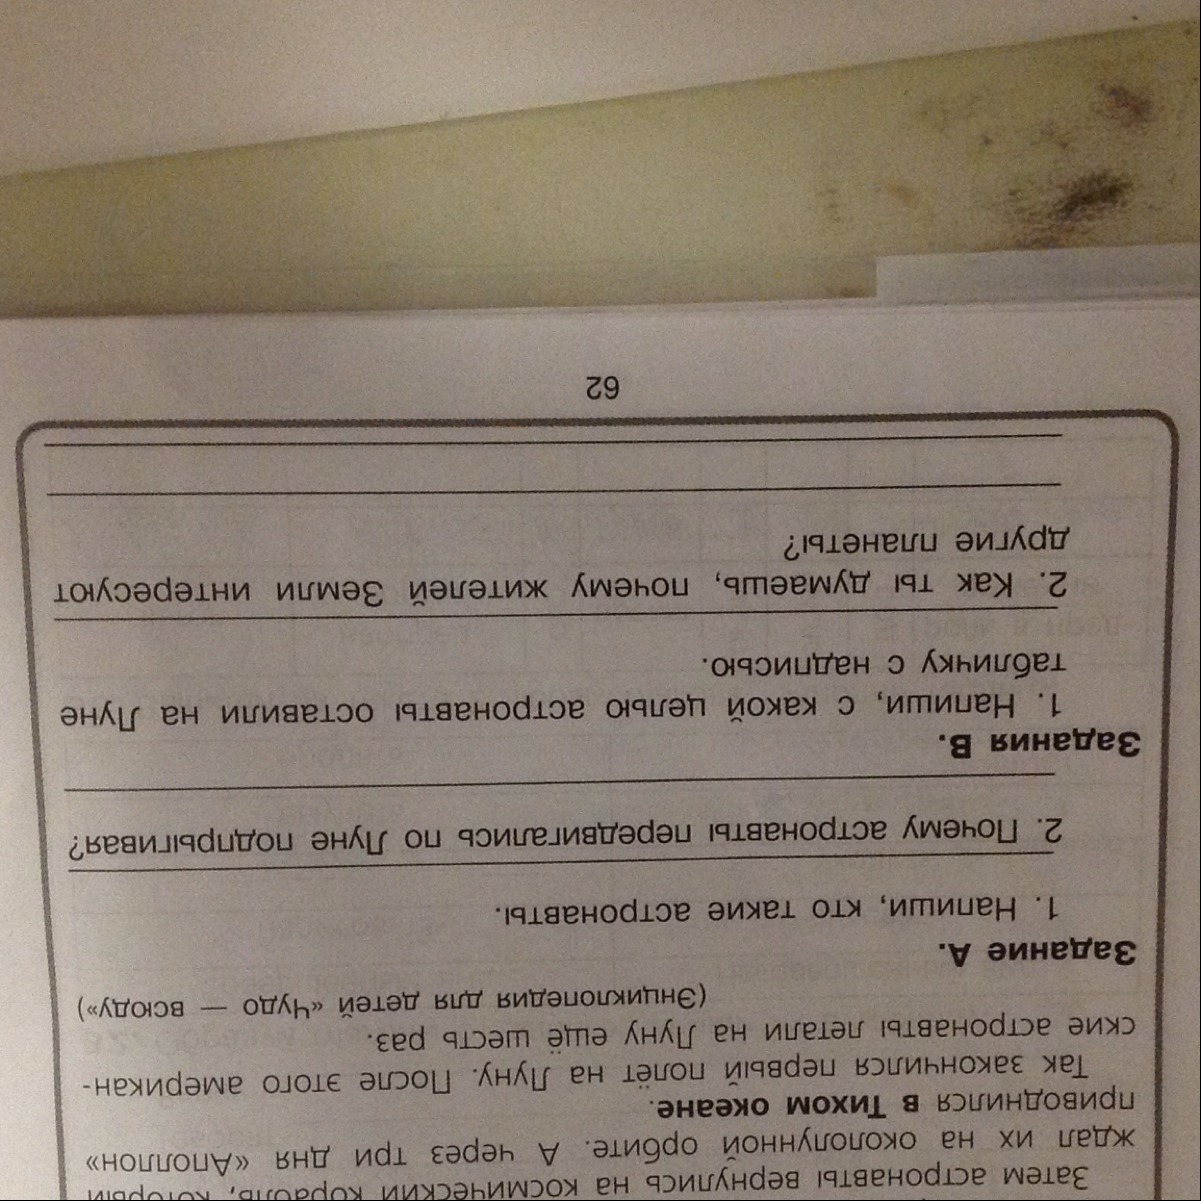 Затем астронавты вернулись на космический корабль, который
ждал их на окололунной орбите. А через три дня «Аполлон»
приводнился в Тихом океане.
Так закончился первый полёт на Луну. После этого американ-
ские астронавты летали на Луну ещё шесть раз.
(Энциклопедия для детей «Чудо — всюду»)
Задание А.
1. Напиши, кто такие астронавты.
2. Почему астронавты передвигались по Луне подпрыгивая?
Задания В.
1. Напиши, с какой целью астронавты оставили на Луне
табличку с надписью.
2. Как ты думаешь, почему жителей Земли интересуют
другие планеты?
62